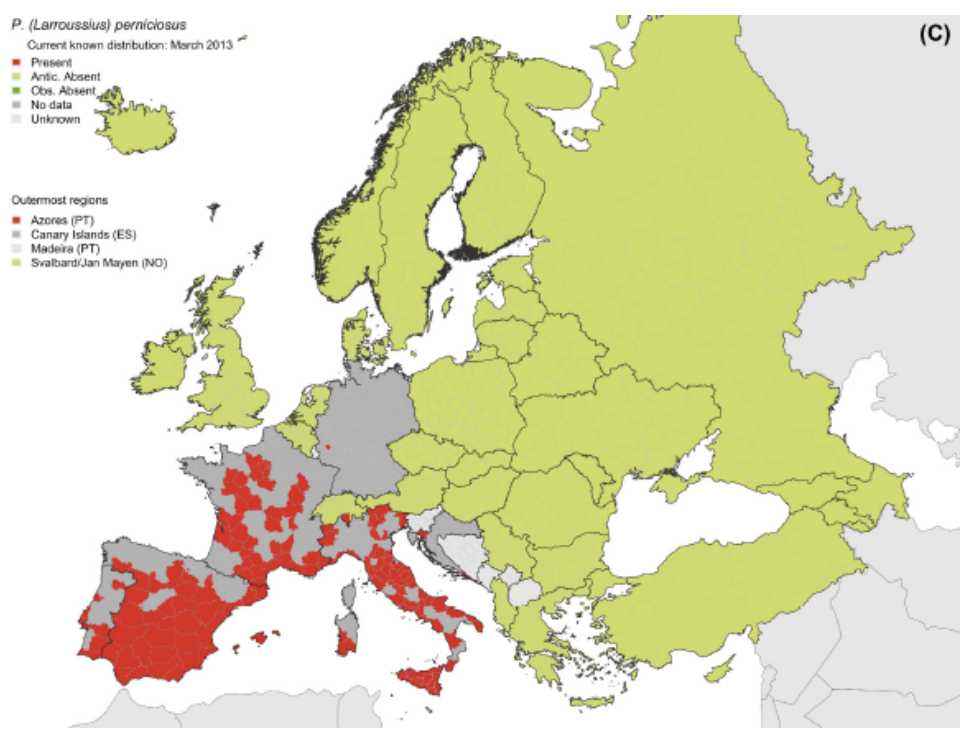 P. (Larroussius) perniciosus
(C)
Current known distribution: March 2013
Present
Antic. Absent
Obs. Absent
No data
Unknown
Outermost regions
Azores (PT)
Canary Islands (ES)
Madeira (PT)
Svalbard/Jan Mayen (NO)